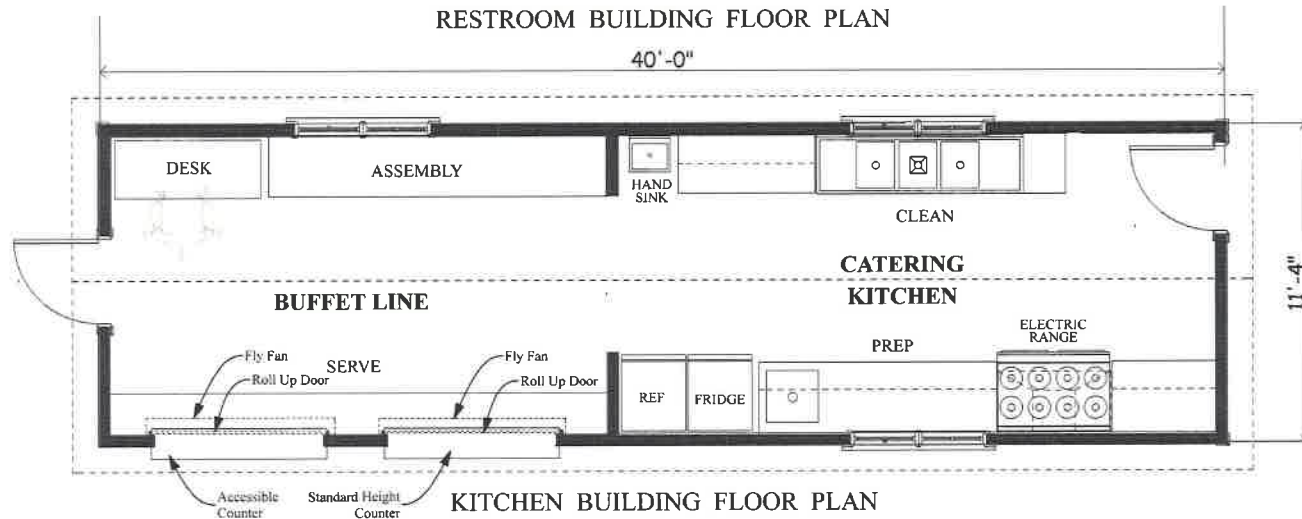 RESTROOM BUILDING FLOOR PLAN
40'-0"
DESK
ASSEMBLY
HAND
SINK
CLEAN
CATERING
KITCHEN
BUFFET LINE
11'-4"
ELECTRIC
RANGE
PREP
Fly Fan
SERVE
Roll Up Door
Fly Fan
Roll Up Door
REF
FRIDGE
Accessible
Counter
Standard Height
Counter
KITCHEN BUILDING FLOOR PLAN